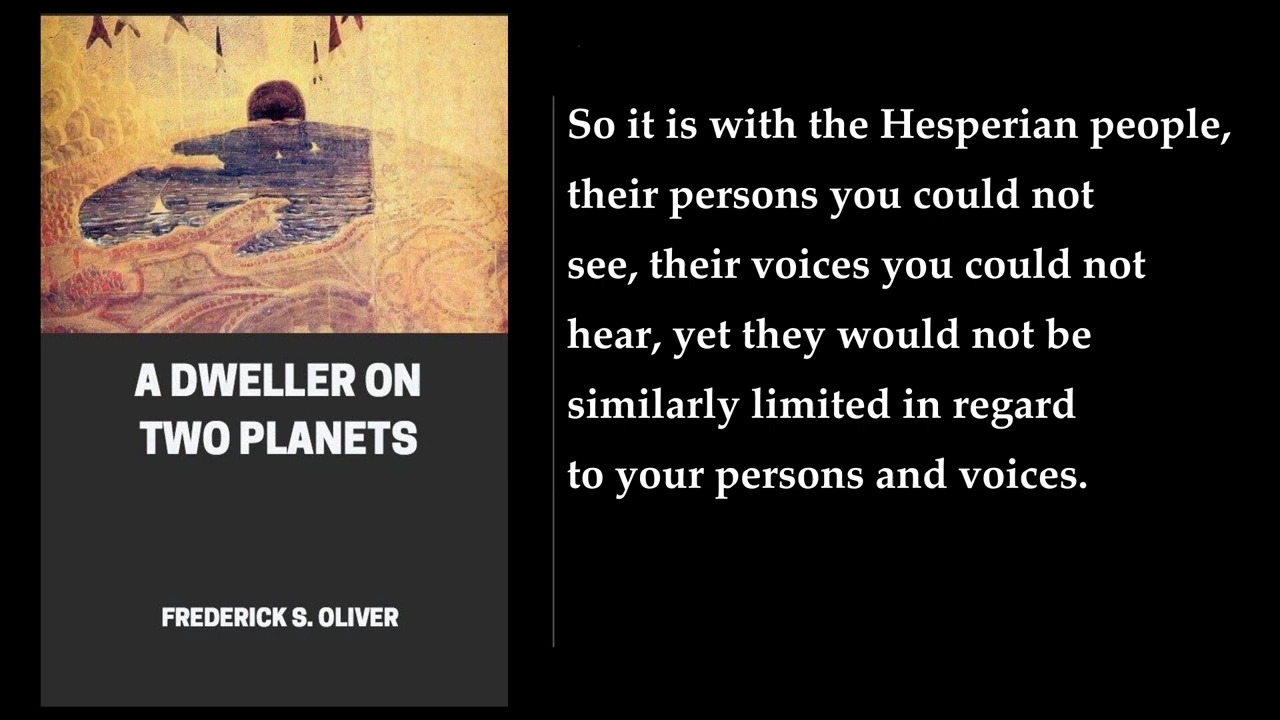 A DWELLER ON
TWO PLANETS
FREDERICK S. OLIVER
So it is with the Hesperian people,
their persons you could not
see, their voices you could not
hear, yet they would not be
similarly limited in regard
to your persons and voices.